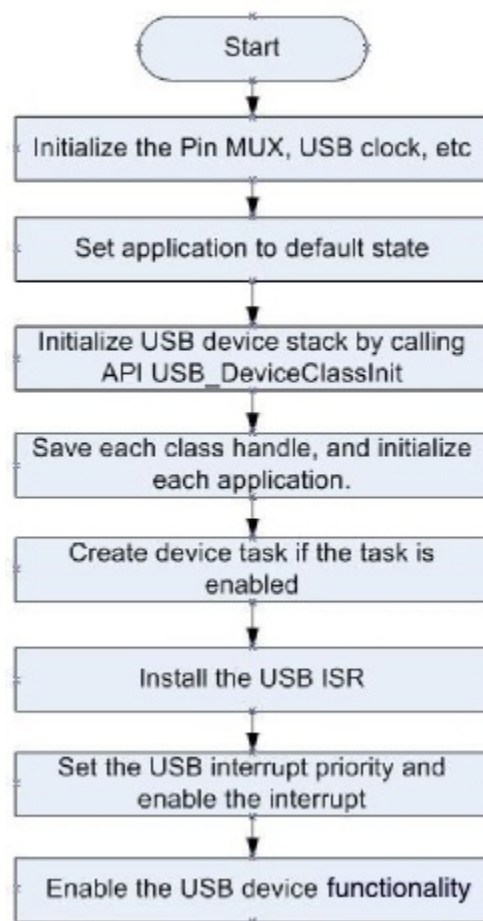 Start
Initialize the Pin MUX, USB clock, etc
Set application to default state
Initialize USB device stack by calling
API USB_DeviceClassInit
Save each class handle, and initialize
each application.
Create device task if the task is
enabled
Install the USB ISR
Set the USB interrupt priority and
enable the interrupt
Enable the USB device functionality